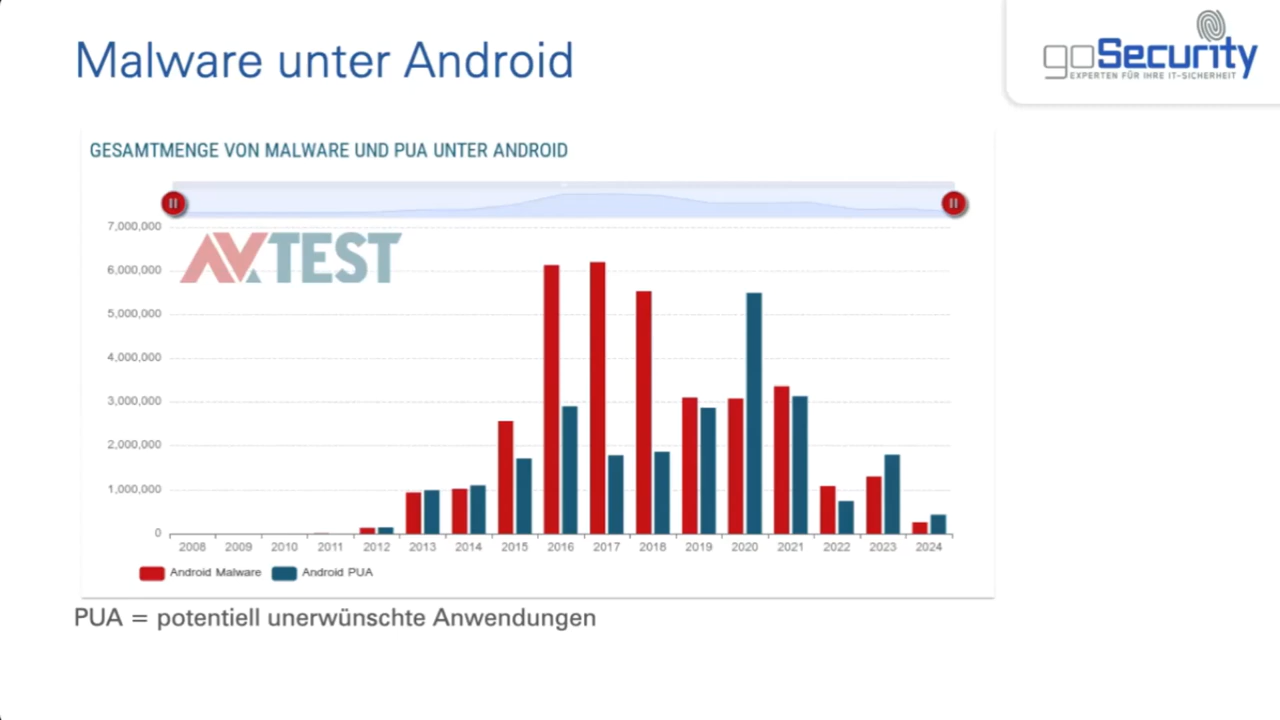 Malware unter Android
goSecurity
EXPERTEN FÜR IHRE IT-SICHERHEIT
GESAMTMENGE VON MALWARE UND PUA UNTER ANDROID
AVTEST
7,000,000
6,000,000
5,000,000
4,000,000
3,000,000
2,000,000
1,000,000
0
2008 2009 2010 2011 2012 2013 2014 2015 2016 2017 2018 2019 2020 2021 2022 2023 2024
Android Malware Android PUA
PUA = potentiell unerwünschte Anwendungen